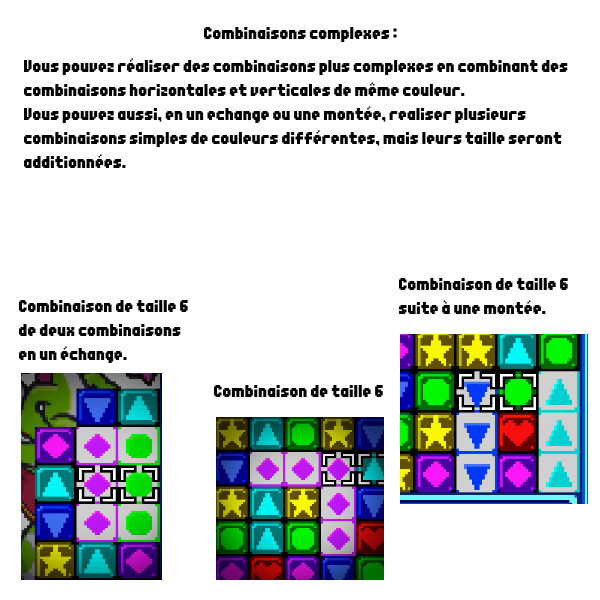 Combinaisons complexes :
Vous pouvez réaliser des combinaisons plus complexes en combinant des
combinaisons horizontales et verticales de même couleur.
Vous pouvez aussi, en un echange ou une montée, realiser plusieurs
combinaisons simples de couleurs différentes, mais leurs taille seront
additionnées.
Combinaison de taille 6
de deux combinaisons
en un échange.
Combinaison de taille 6
Combinaison de taille 6
suite à une montée.